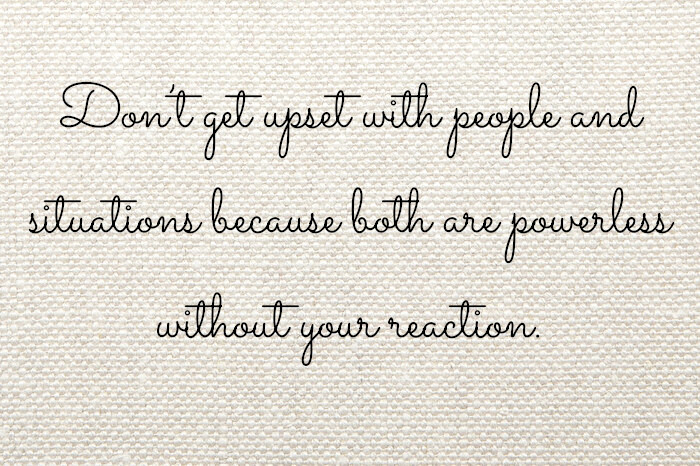 Don't get upset with people and
situations because both are powerless
without your reaction.